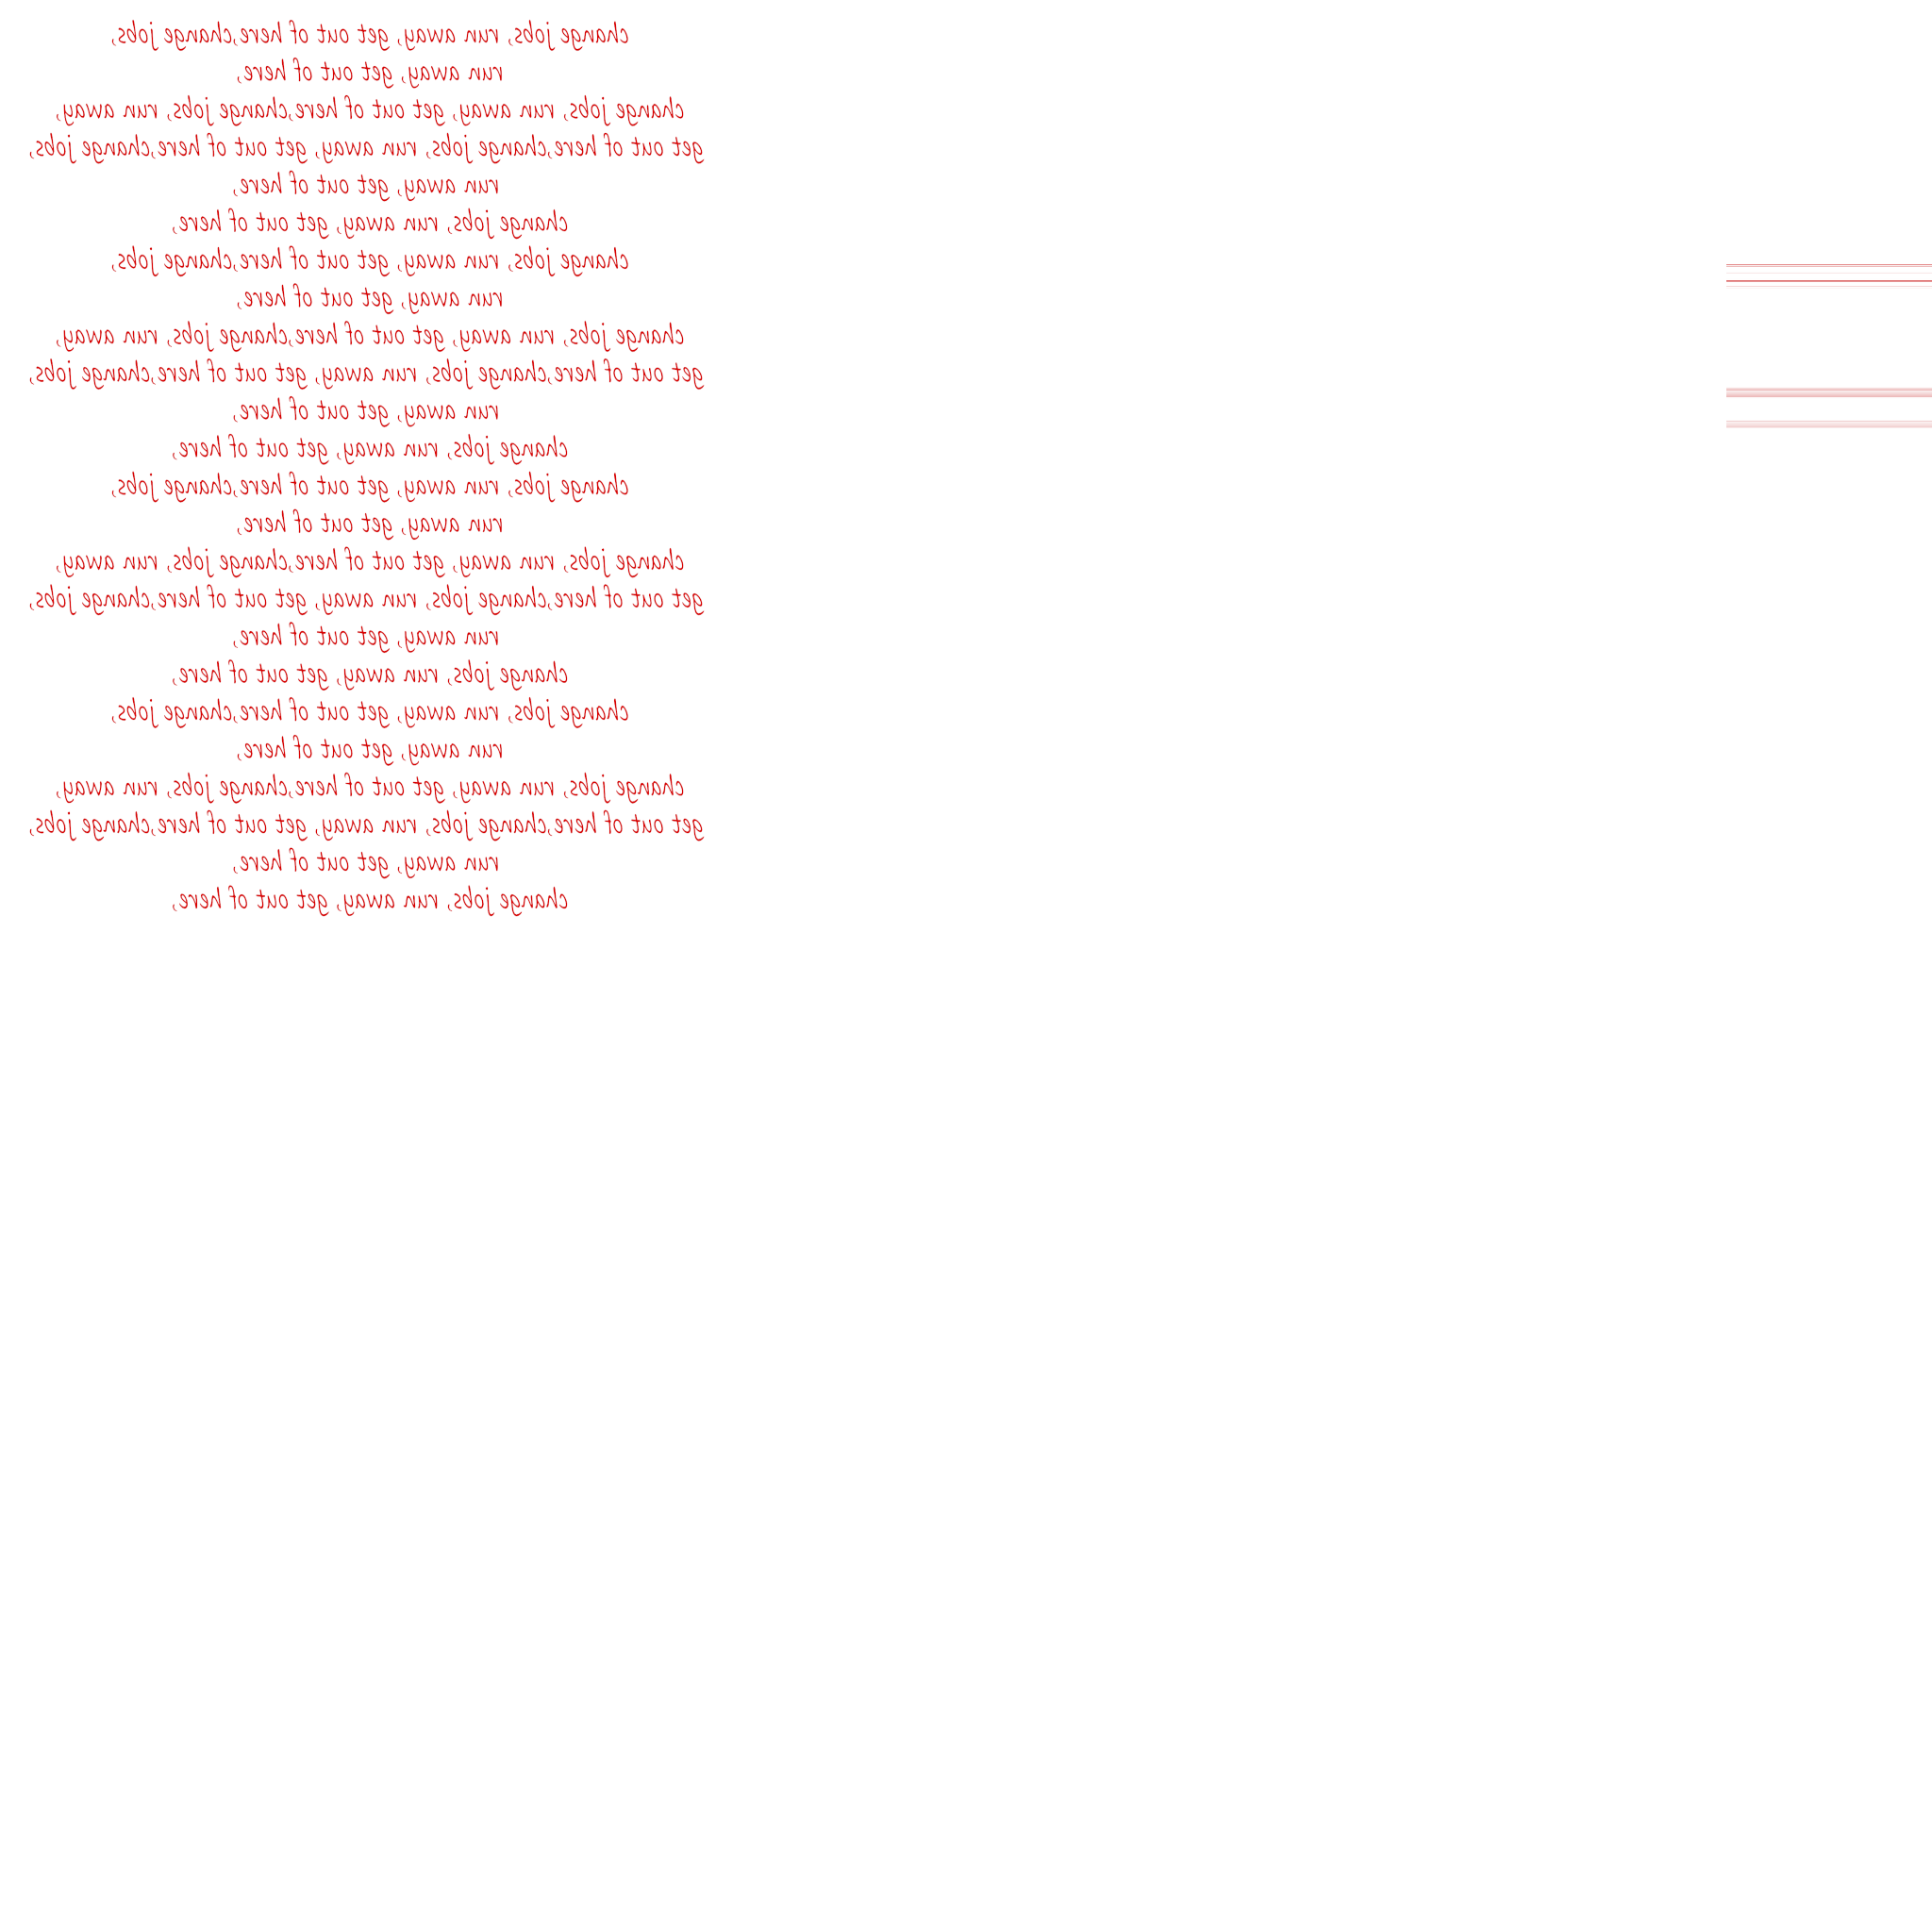 change jobs, run away, get out of here,change jobs,
run away, get out of here,
change jobs, run away, get out of here,change jobs, run away,
get out of here,change jobs, run away, get out of here,change jobs,
run away, get out of here,
change jobs, run away, get out of here,
change jobs, run away, get out of here,change jobs,
run away, get out of here,
change jobs, run away, get out of here,change jobs, run away,
get out of here,change jobs, run away, get out of here,change jobs,
run away, get out of here,
change jobs, run away, get out of here,
change jobs, run away, get out of here,change jobs,
run away, get out of here,
change jobs, run away, get out of here,change jobs, run away,
get out of here,change jobs, run away, get out of here,change jobs,
run away, get out of here,
change jobs, run away, get out of here,
change jobs, run away, get out of here,change jobs,
run away, get out of here,
change jobs, run away, get out of here,change jobs, run away,
get out of here,change jobs, run away, get out of here,change jobs,
run away, get out of here,
change jobs, run away, get out of here,